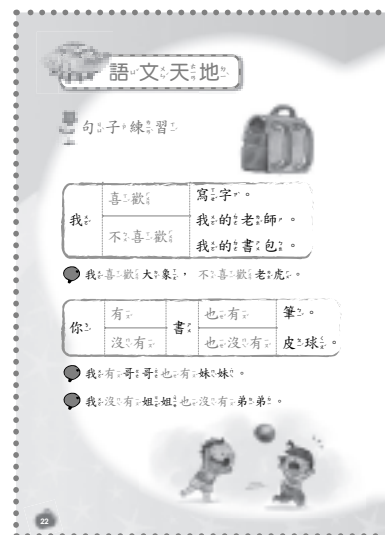 語文天地
句子練習
我 喜歡 寫字。
不喜歡 我的老師。
我的書包。
我喜歡大象，不喜歡老虎。
你 有 書 也有 筆。
沒有 也沒有 皮球。
我有哥哥也有妹妹。
我沒有姐姐也沒有弟弟。
22